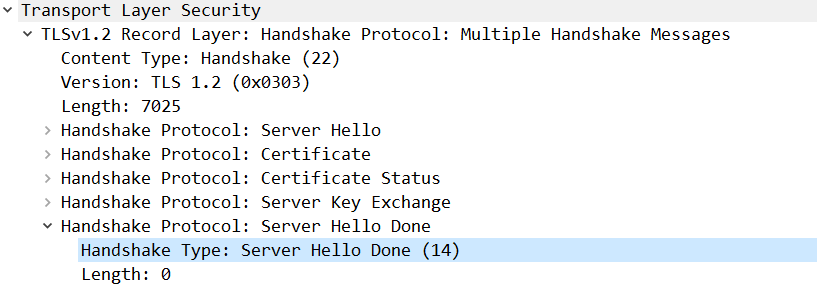 Transport Layer Security
TLSv1.2 Record Layer: Handshake Protocol: Multiple Handshake Messages
Content Type: Handshake (22)
Version: TLS 1.2 (0x0303)
Length: 7025
Handshake Protocol: Server Hello
Handshake Protocol: Certificate
Handshake Protocol: Certificate Status
Handshake Protocol: Server Key Exchange
Handshake Protocol: Server Hello Done
Handshake Type: Server Hello Done (14)
Length: 0